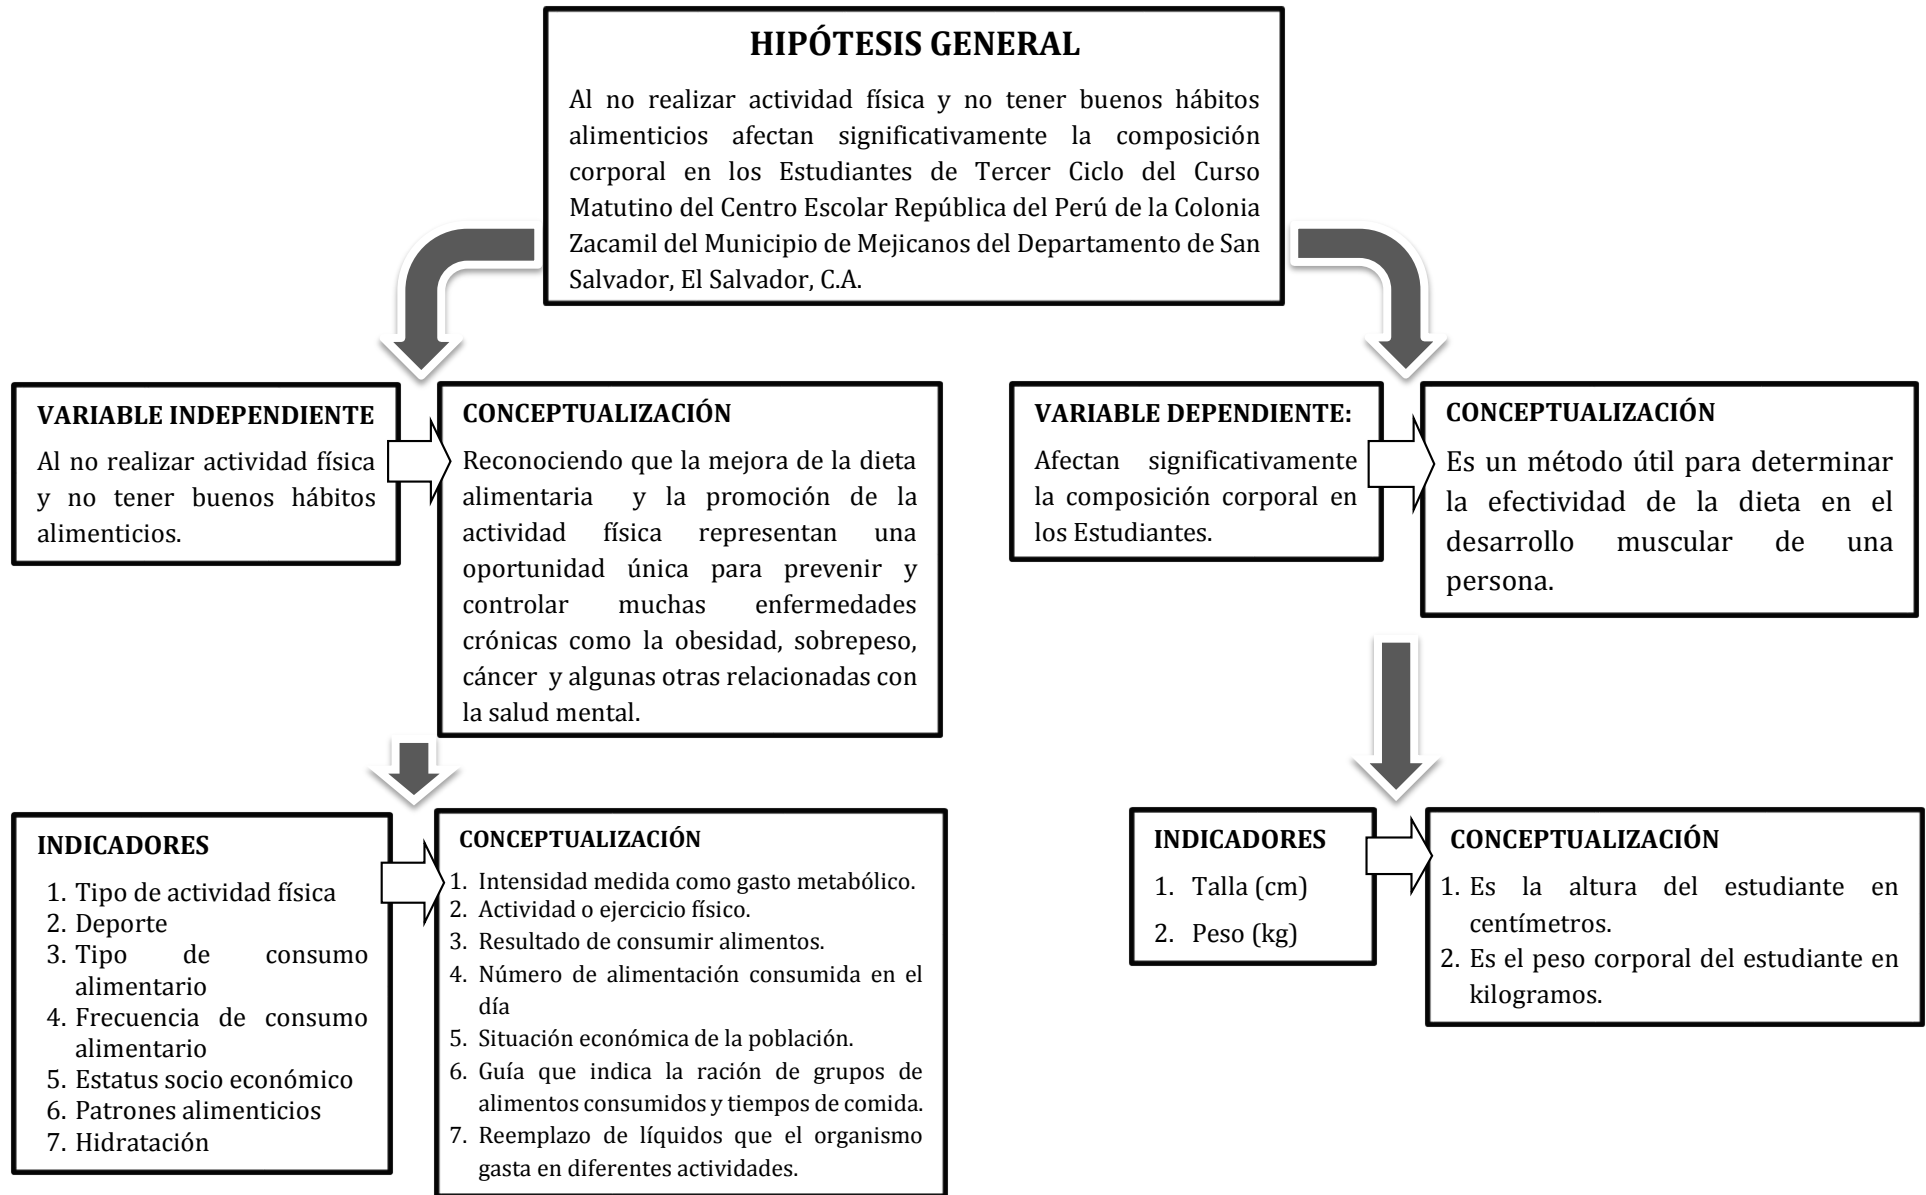 HIPÓTESIS GENERAL
Al no realizar actividad física y no tener buenos hábitos
alimenticios afectan significativamente la composición
corporal en los Estudiantes de Tercer Ciclo del Curso
Matutino del Centro Escolar República del Perú de la Colonia
Zacamil del Municipio de Mejicanos del Departamento de San
Salvador, El Salvador, C.A.
VARIABLE INDEPENDIENTE
Al no realizar actividad física
y no tener buenos hábitos
alimenticios.
CONCEPTUALIZACIÓN
Reconociendo que la mejora de la dieta
alimentaria y la promoción de la
actividad física representan una
oportunidad única para prevenir y
controlar muchas enfermedades
crónicas como la obesidad, sobrepeso,
cáncer y algunas otras relacionadas con
la salud mental.
VARIABLE DEPENDIENTE:
Afectan significativamente
la composición corporal en
los Estudiantes.
CONCEPTUALIZACIÓN
Es un método útil para determinar
la efectividad de la dieta en el
desarrollo muscular de una
persona.
INDICADORES
1. Tipo de actividad física
2. Deporte
3. Tipo de consumo
alimentario
4. Frecuencia de consumo
alimentario
5. Estatus socio económico
6. Patrones alimenticios
7. Hidratación
CONCEPTUALIZACIÓN
1. Intensidad medida como gasto metabólico.
2. Actividad o ejercicio físico.
3. Resultado de consumir alimentos.
4. Número de alimentación consumida en el
día
5. Situación económica de la población.
6. Guía que indica la ración de grupos de
alimentos consumidos y tiempos de comida.
7. Reemplazo de líquidos que el organismo
gasta en diferentes actividades.
INDICADORES
1. Talla (cm)
2. Peso (kg)
CONCEPTUALIZACIÓN
1. Es la altura del estudiante en
centímetros.
2. Es el peso corporal del estudiante en
kilogramos.